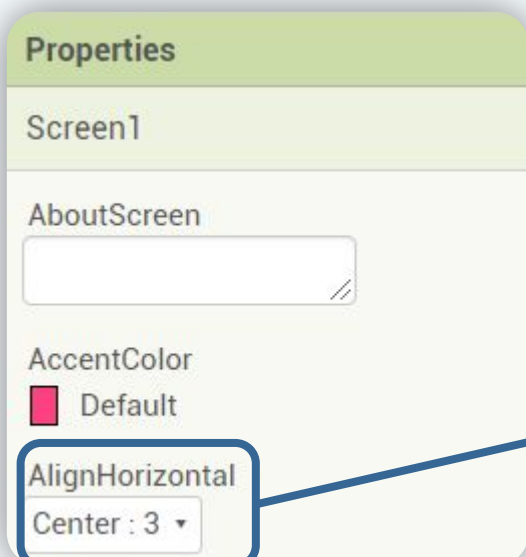 Properties
Screen1
AboutScreen
AccentColor
Default
AlignHorizontal
Center : 3